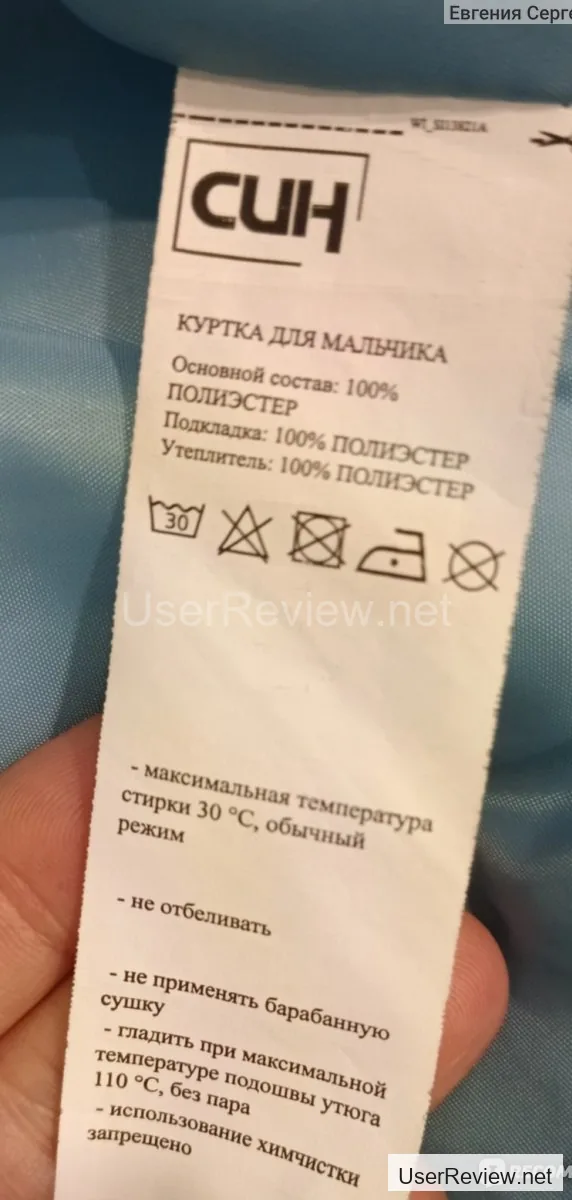 Евгения Серге
СИН
КУРТКА ДЛЯ МАЛЬЧИКА
Основной состав: 100%
ПОЛИЭСТЕР
Подкладка: 100% ПОЛИЭСТЕР
Утеплитель: 100% ПОЛИЭСТЕР
30
UserReview.net
- максимальная температура
стирки 30 °C, обычный
режим
- не отбеливать
- не применять барабанную
сушку
- гладить при максимальной
температуре подошвы утюга
110 °C, без пара
- использование химчистки
запрещено
UserReview.net